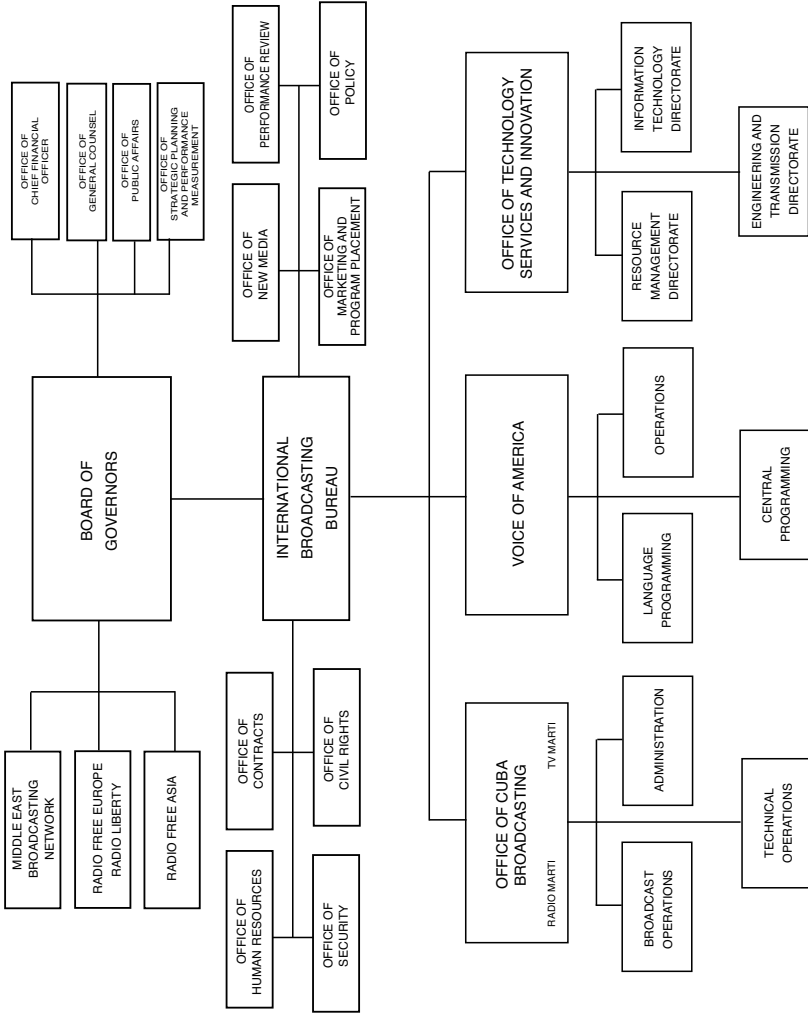 MIDDLE EAST
BROADCASTING
NETWORK
RADIO FREE EUROPE
RADIO LIBERTY
RADIO FREE ASIA
BOARD OF
GOVERNORS
OFFICE OF
CHIEF FINANCIAL
OFFICER
OFFICE OF
GENERAL COUNSEL
OFFICE OF
PUBLIC AFFAIRS
OFFICE OF
STRATEGIC PLANNING
AND PERFORMANCE
MEASUREMENT
OFFICE OF
HUMAN RESOURCES
OFFICE OF
CONTRACTS
OFFICE OF
SECURITY
OFFICE OF
CIVIL RIGHTS
INTERNATIONAL
BROADCASTING
BUREAU
OFFICE OF
NEW MEDIA
OFFICE OF
PERFORMANCE REVIEW
OFFICE OF
MARKETING AND
PROGRAM PLACEMENT
OFFICE OF
POLICY
OFFICE OF CUBA
BROADCASTING
RADIO MARTI
TV MARTI
BROADCAST
OPERATIONS
ADMINISTRATION
TECHNICAL
OPERATIONS
VOICE OF AMERICA
LANGUAGE
PROGRAMMING
OPERATIONS
CENTRAL
PROGRAMMING
OFFICE OF TECHNOLOGY
SERVICES AND INNOVATION
RESOURCE
MANAGEMENT
DIRECTORATE
INFORMATION
TECHNOLOGY
DIRECTORATE
ENGINEERING AND
TRANSMISSION
DIRECTORATE